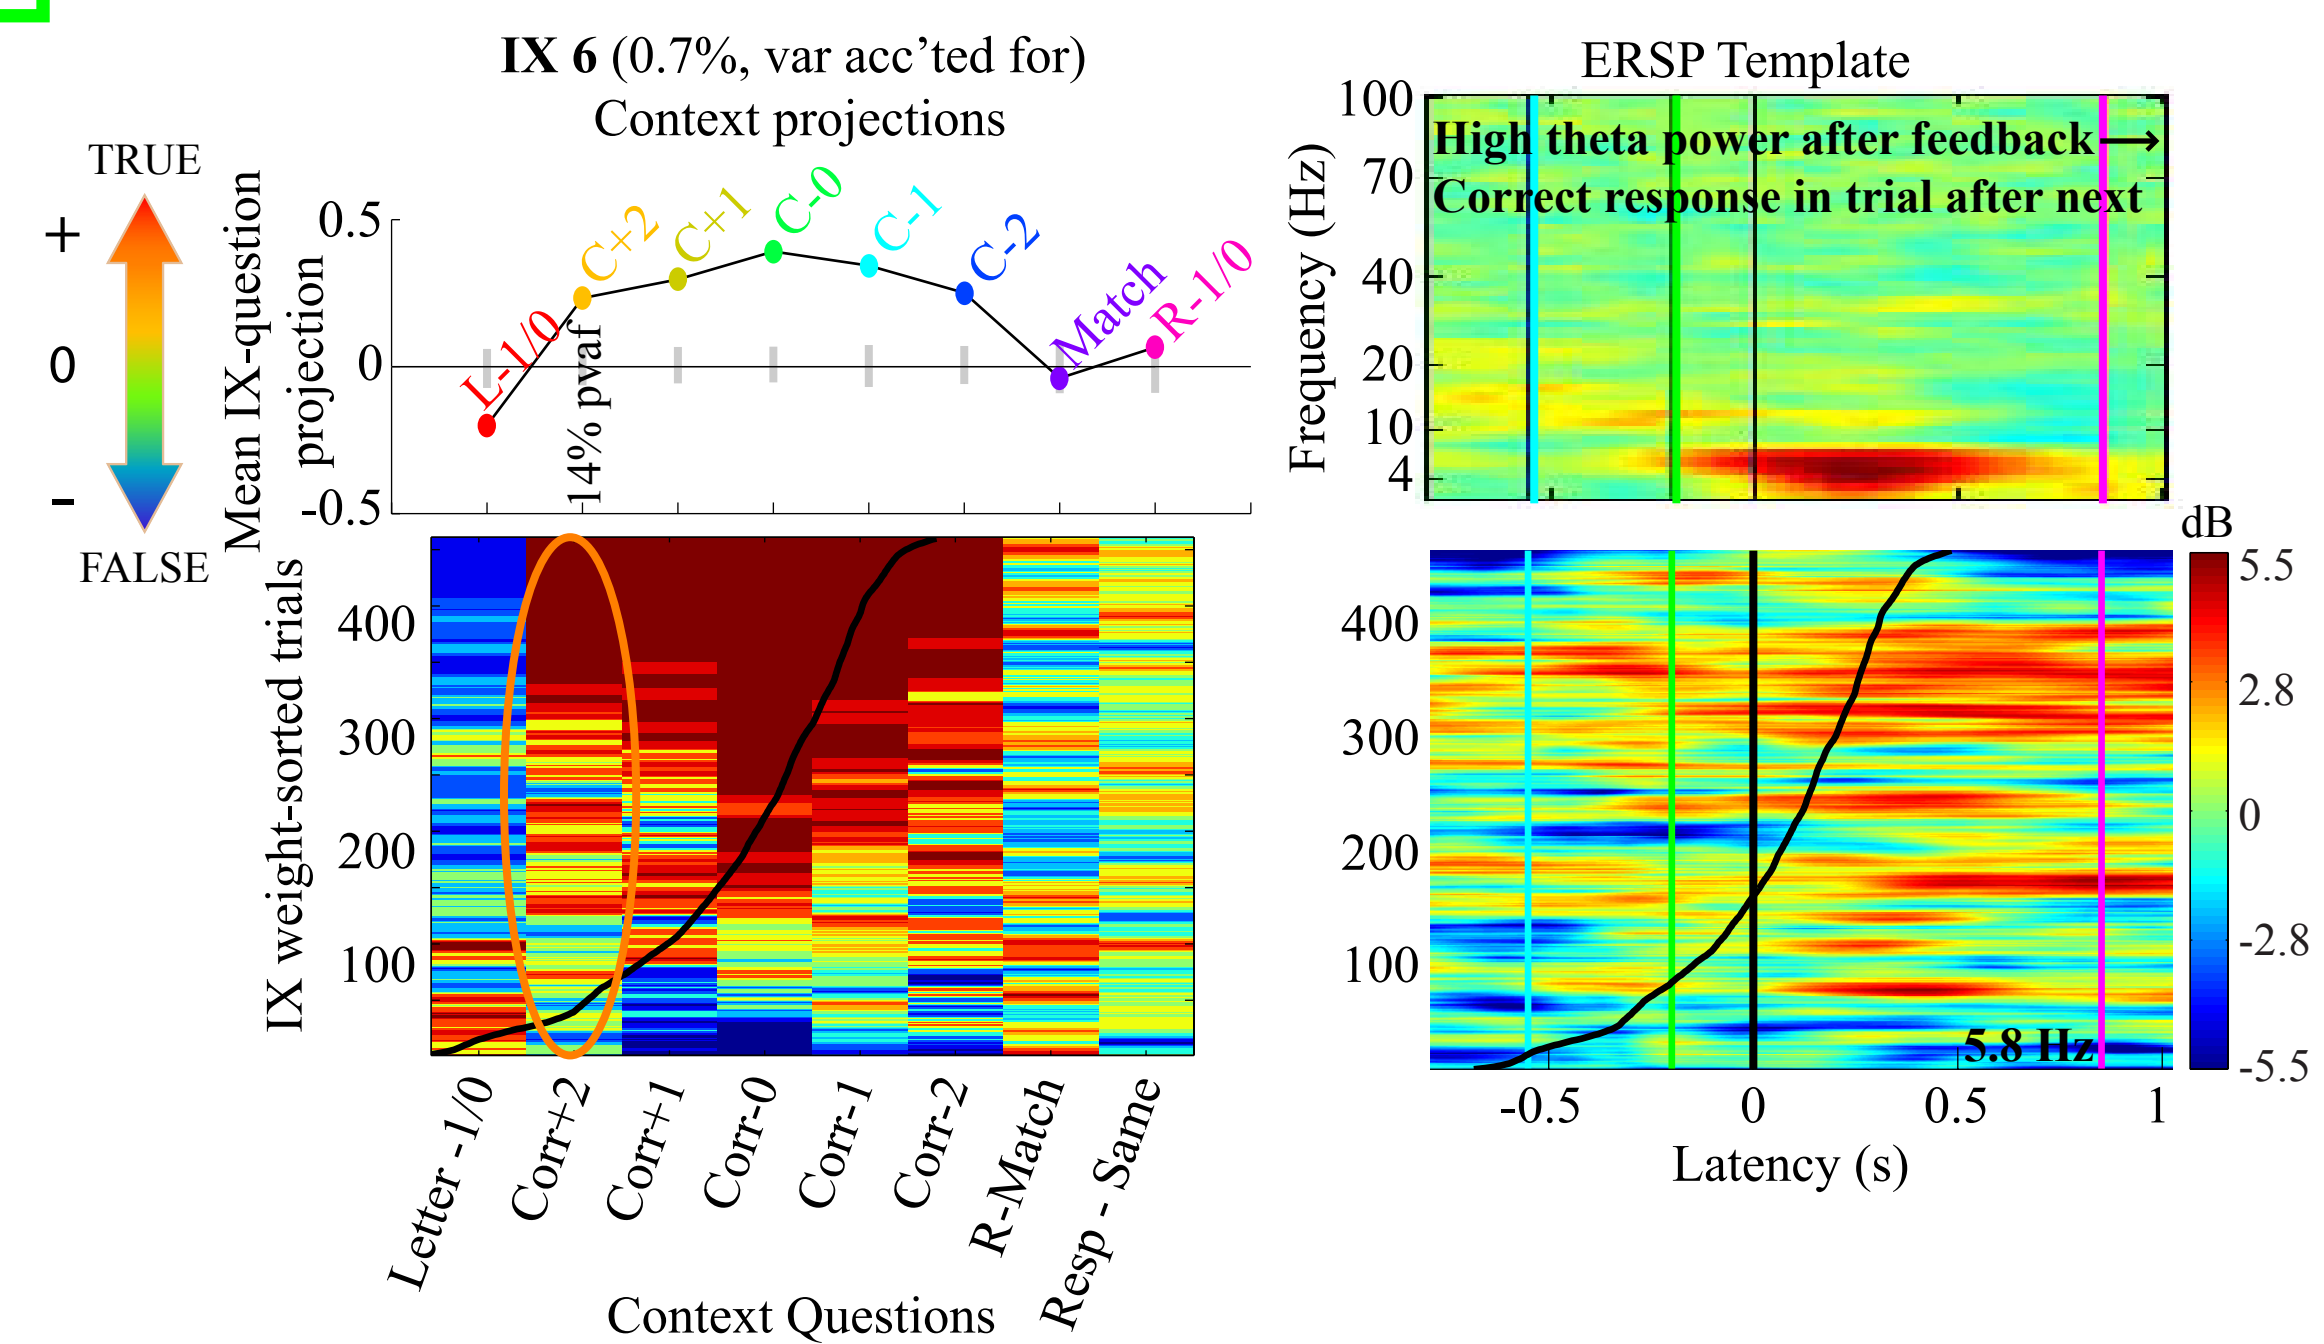 IX 6 (0.7%, var acc'ted for)
Context projections
TRUE
+
0
-
FALSE
Mean IX-question
projection
0.5
0
-0.5
L-1/0
C+2
C+1
C-0
C-1
C-2
Match
R-1/0
14% pvaf
ERSP Template
High theta power after feedback →
Correct response in trial after next
Frequency (Hz)
100
70
40
20
10
4
IX weight-sorted trials
400
300
200
100
Letter -1/0
Corr+2
Corr+1
Corr-0
Corr-1
Corr-2
R-Match
Resp - Same
Context Questions
400
300
200
100
5.8 Hz
-0.5
0
0.5
1
Latency (s)
dB
5.5
2.8
0
-2.8
-5.5